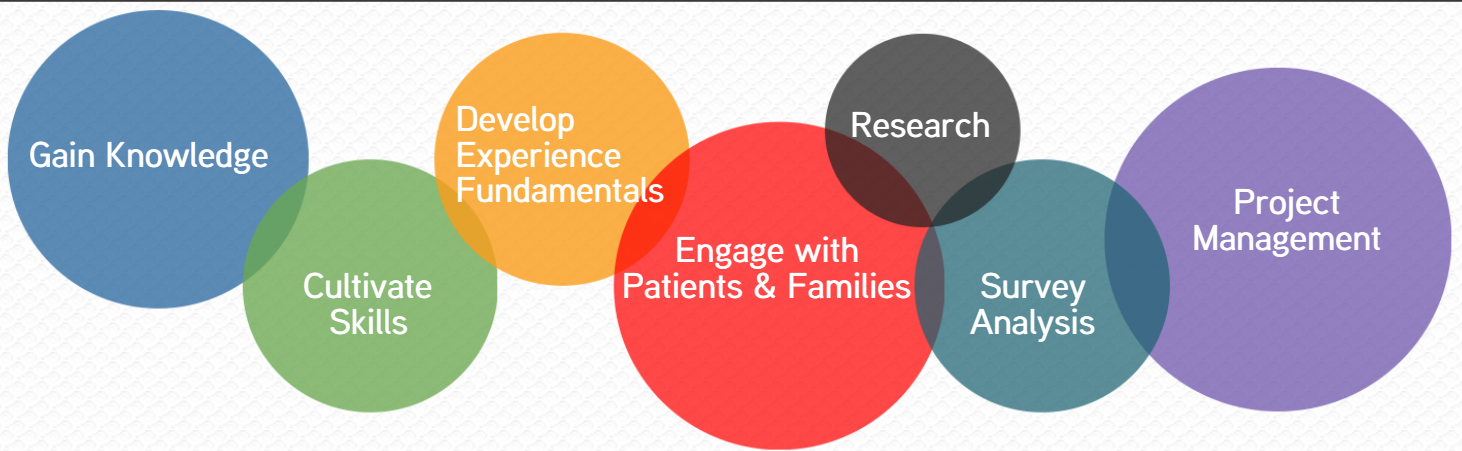 Gain Knowledge
Cultivate
Skills
Develop
Experience
Fundamentals
Engage with
Patients & Families
Research
Survey
Analysis
Project
Management